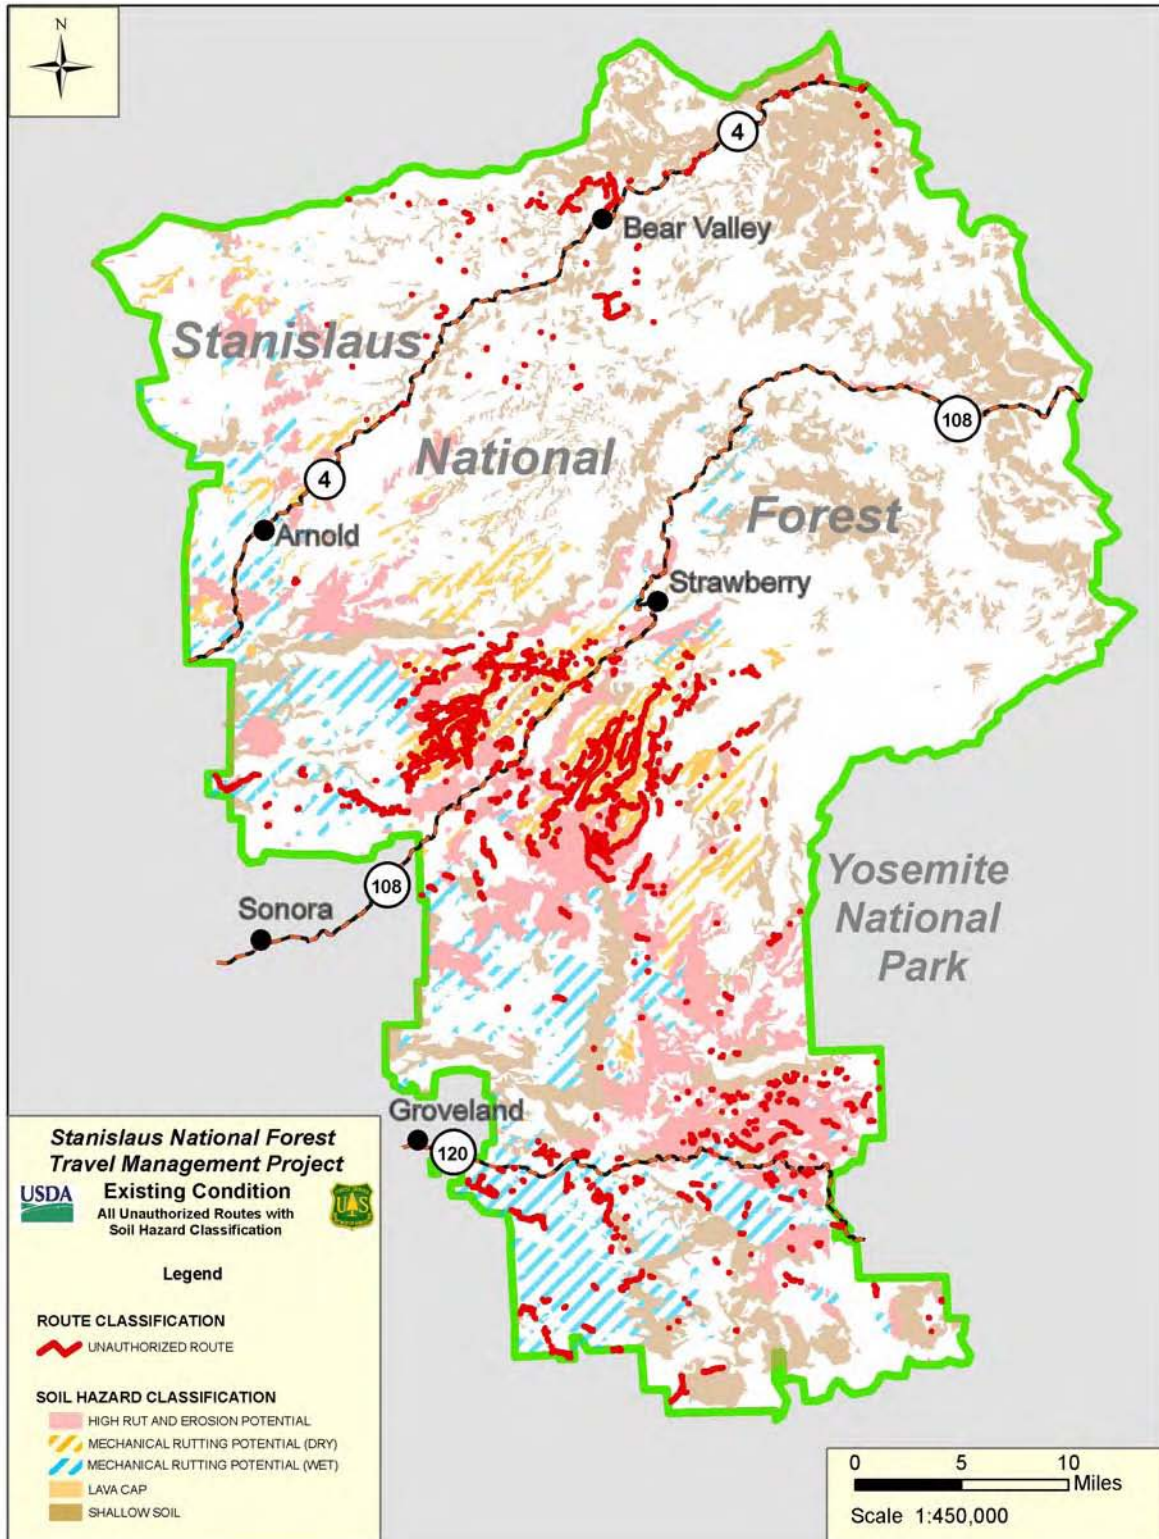 N
4
Bear Valley
Stanislaus
108
National
4
Forest
Arnold
Strawberry
Yosemite
National
Park
108
Sonora
Groveland
120
Stanislaus National Forest
Travel Management Project
USDA
Existing Condition
All Unauthorized Routes with
Soil Hazard Classification
U S
Legend
ROUTE CLASSIFICATION
UNAUTHORIZED ROUTE
SOIL HAZARD CLASSIFICATION
HIGH RUT AND EROSION POTENTIAL
MECHANICAL RUTTING POTENTIAL (DRY)
MECHANICAL RUTTING POTENTIAL (WET)
LAVA CAP
SHALLOW SOIL
0 5 10
Miles
Scale 1:450,000